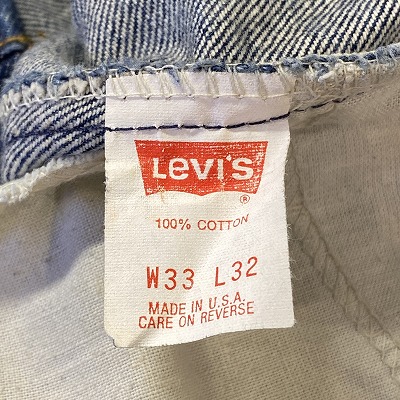 Levi's
®
100% COTTON
W33 L32
MADE IN U.S.A.
CARE ON REVERSE